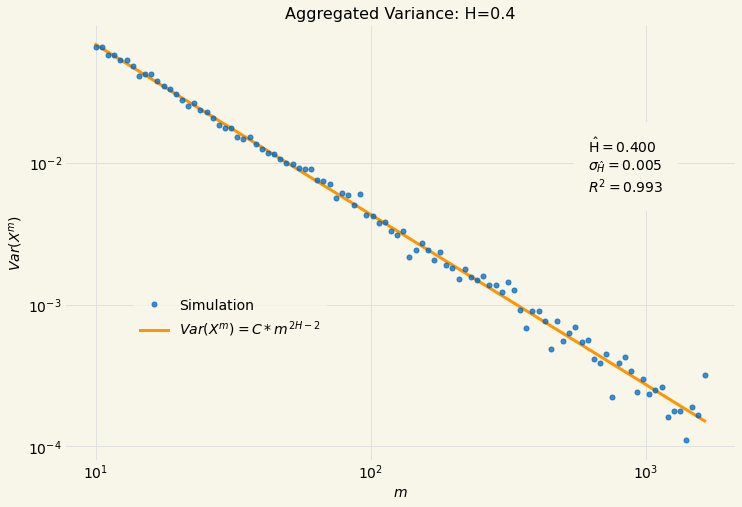 Aggregated Variance: H=0.4
Var(X^m)
10^-2
10^-3
10^-4
Ĥ = 0.400
σ_Ĥ = 0.005
R² = 0.993
Simulation
Var(X^m) = C * m^{2H−2}
10^1
10^2
10^3
m